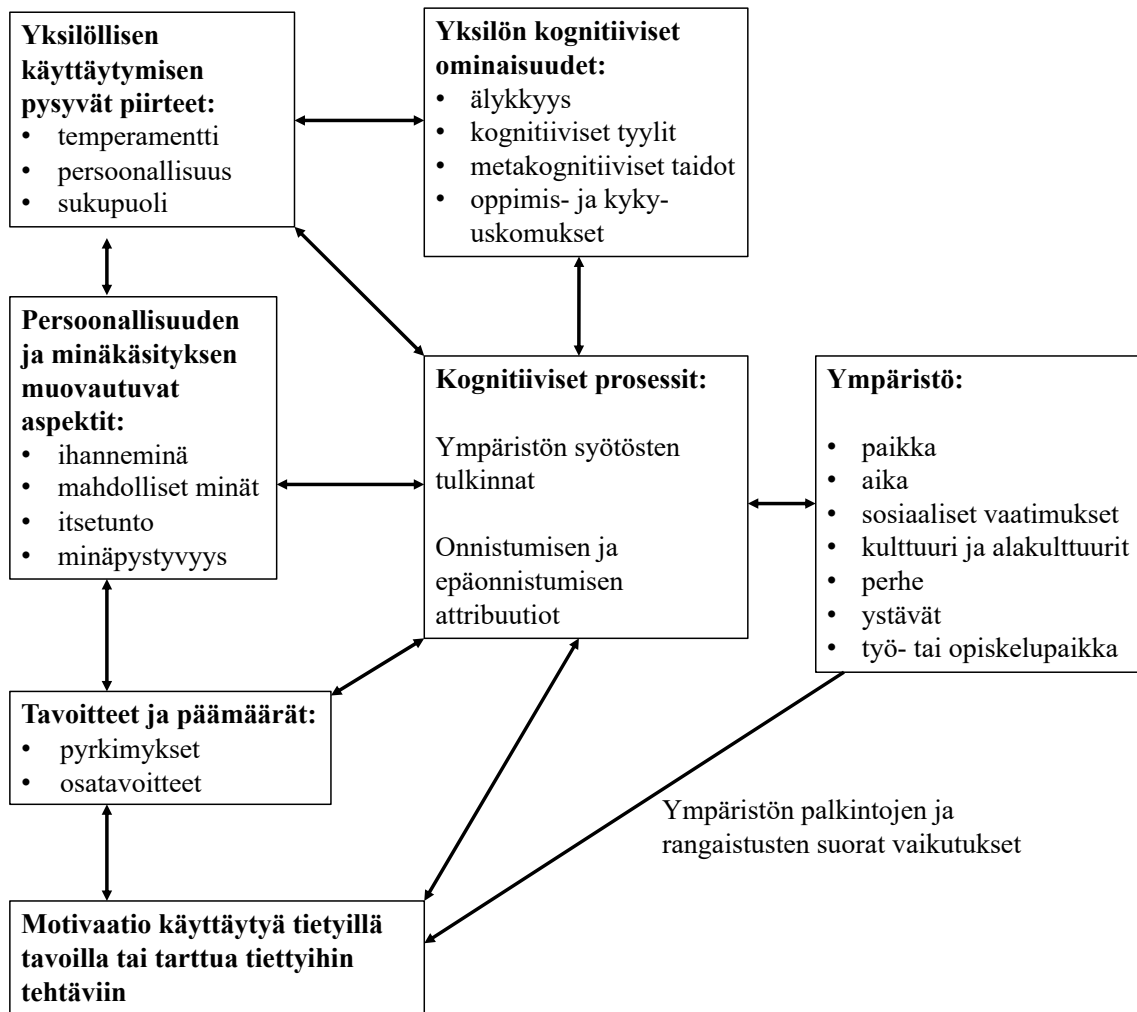 Yksilöllisen
käyttäytymisen
pysyvät piirteet:
• temperamentti
• persoonallisuus
• sukupuoli
Yksilön kognitiiviset
ominaisuudet:
• älykkyys
• kognitiiviset tyylit
• metakognitiiviset taidot
• oppimis- ja kyky-
uskomukset
Persoonallisuuden
ja minäkäsityksen
muovautuvat
aspektit:
• ihanneminä
• mahdolliset minät
• itsetunto
• minäpystyvyys
Kognitiiviset prosessit:
Ympäristön syötösten
tulkinnat
Onnistumisen ja
epäonnistumisen
attribuutiot
Ympäristö:
• paikka
• aika
• sosiaaliset vaatimukset
• kulttuuri ja alakulttuurit
• perhe
• ystävät
• työ- tai opiskelupaikka
Tavoitteet ja päämäärät:
• pyrkimykset
• osatavoitteet
Ympäristön palkintojen ja
rangaistusten suorat vaikutukset
Motivaatio käyttäytyä tietyillä
tavoilla tai tarttua tiettyihin
tehtäviin